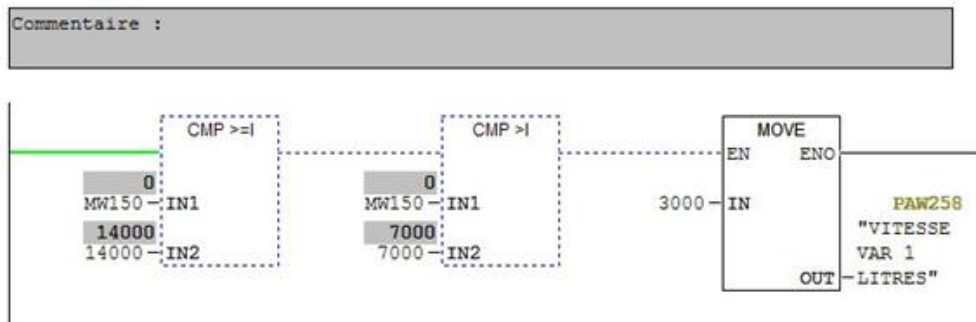 Commentaire :
CMP >=I
CMP >I
MOVE
EN ENO
0
0
MW150 IN1
MW150 IN1
3000 IN
PAW258
14000
7000
"VITESSE
14000 IN2
7000 IN2
VAR 1
OUT LITRES"